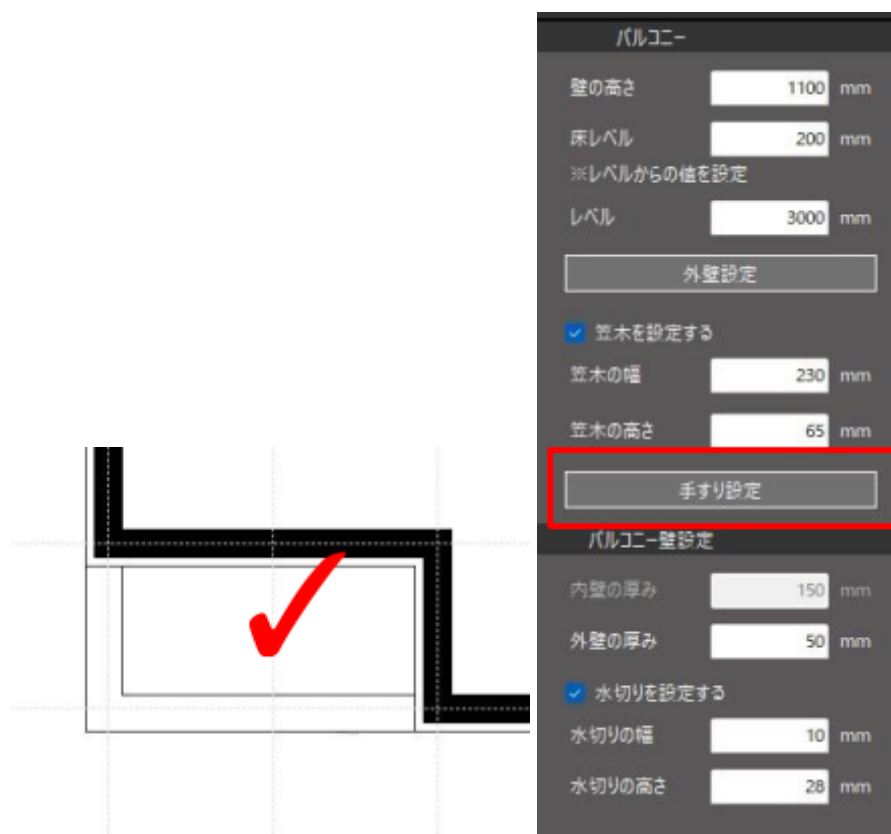 バルコニー
壁の高さ 1100 mm
床レベル 200 mm
※レベルからの値を設定
レベル 3000 mm
外壁設定
笠木を設定する
笠木の幅 230 mm
笠木の高さ 65 mm
手すり設定
バルコニー壁設定
内壁の厚み 150 mm
外壁の厚み 50 mm
水切りを設定する
水切りの幅 10 mm
水切りの高さ 28 mm